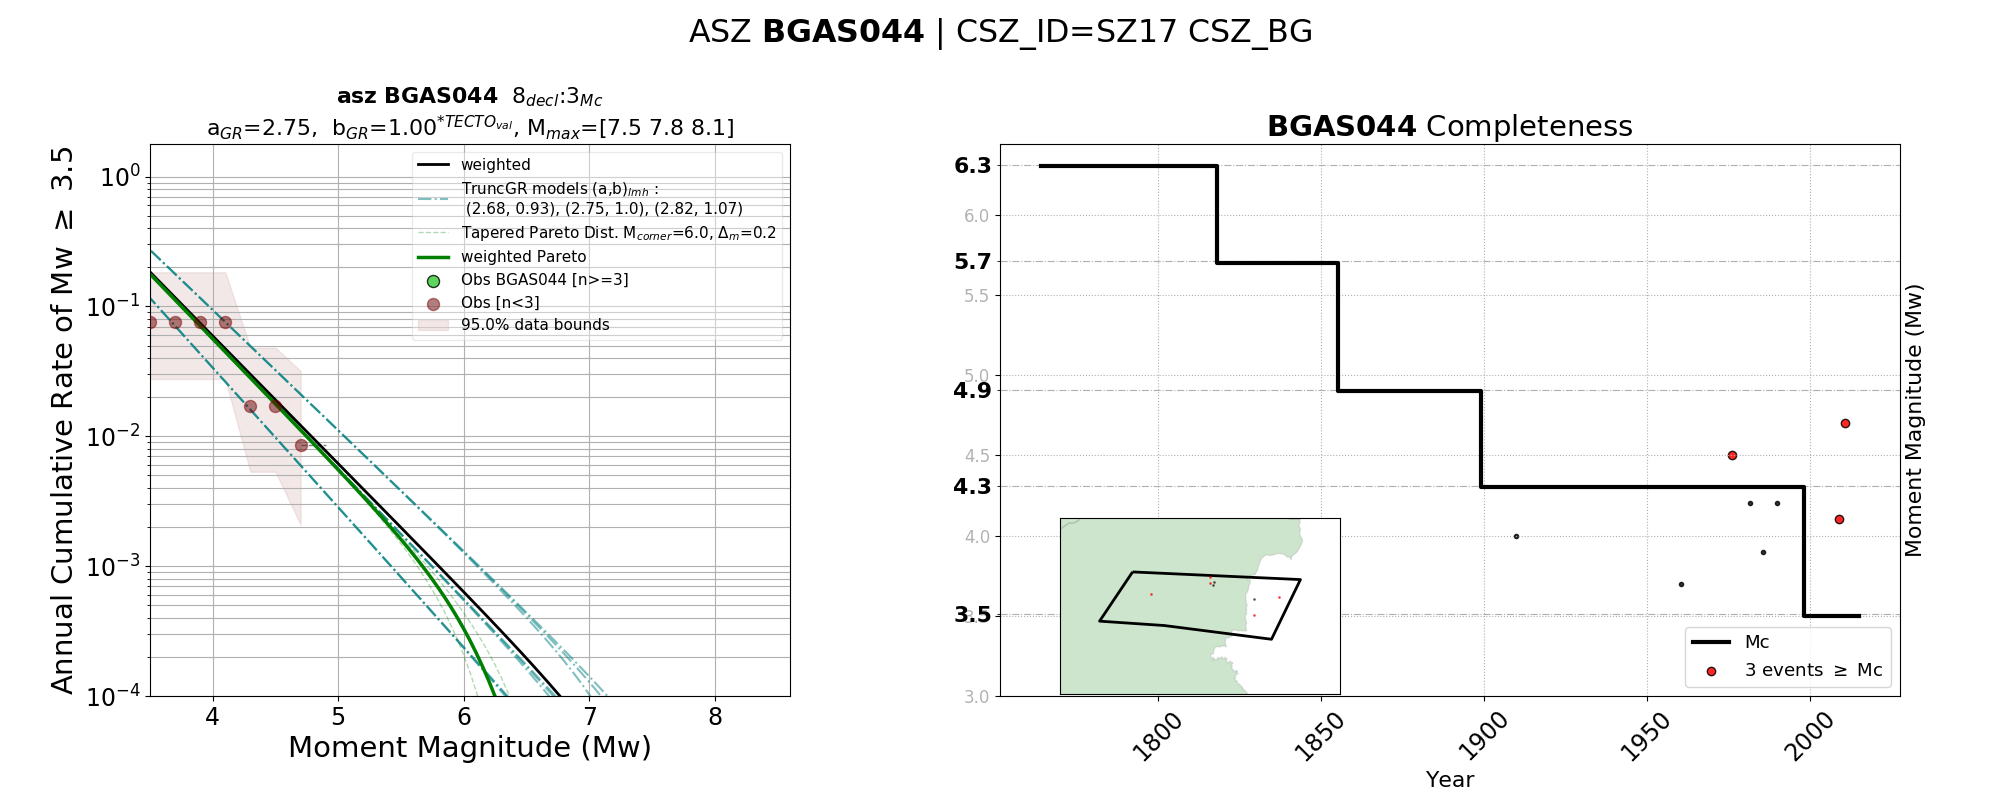 ASZ BGAS044 | CSZ_ID=SZ17 CSZ_BG
asz BGAS044 8decl:3Mc
aGR=2.75, bGR=1.00*TECTOval, Mmax=[7.5 7.8 8.1]
Annual Cumulative Rate of Mw ≥ 3.5
10^0
10^-1
10^-2
10^-3
10^-4
weighted
TruncGR models (a,b)lmh :
(2.68, 0.93), (2.75, 1.0), (2.82, 1.07)
Tapered Pareto Dist. Mcorner=6.0, Δm=0.2
weighted Pareto
Obs BGAS044 [n>=3]
Obs [n<3]
95.0% data bounds
4 5 6 7 8
Moment Magnitude (Mw)
BGAS044 Completeness
6.3
6.0
5.7
5.5
5.0
4.9
4.5
4.3
4.0
3.5
3.5
3.0
Moment Magnitude (Mw)
Mc
3 events ≥ Mc
1800 1850 1900 1950 2000
Year